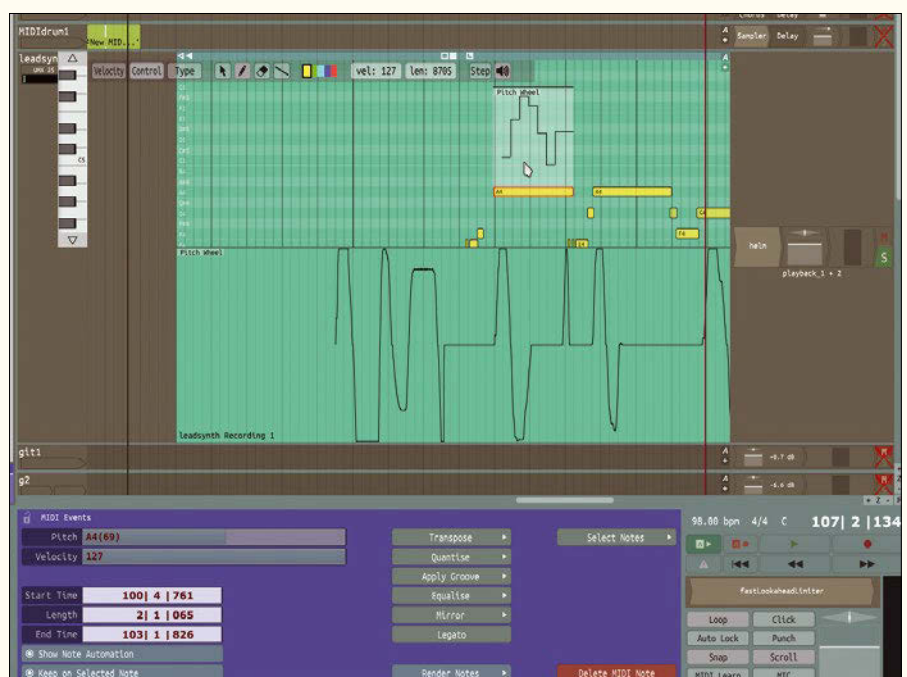 Chorus Delay
MIDIdrum1
New MID...
A
+
Sampler Delay
leadsyn
Velocity Control Type
vel: 127 len: 8705 Step
A
+
Pitch Wheel
C5
A4
A4
G4
F4
E4
Pitch Wheel
helm
M
S
playback_1 + 2
leadsynth Recording 1
git1
A
+
-6.7 dB
M
g2
A
+
M
+ Z -
MIDI Events
Pitch A4(69)
Velocity 127
Transpose
Quantise
Apply Groove
Equalise
Mirror
Legato
Select Notes
Start Time 100| 4 |761
Length 2| 1 |065
End Time 103| 1 |826
Show Note Automation
Keep on Selected Note
Render Notes
Delete MIDI Note
98.00 bpm 4/4 C 107| 2 |134
fastLookaheadLimiter
Loop Click
Auto Lock Punch
Snap Scroll
MIDI Learn MTC